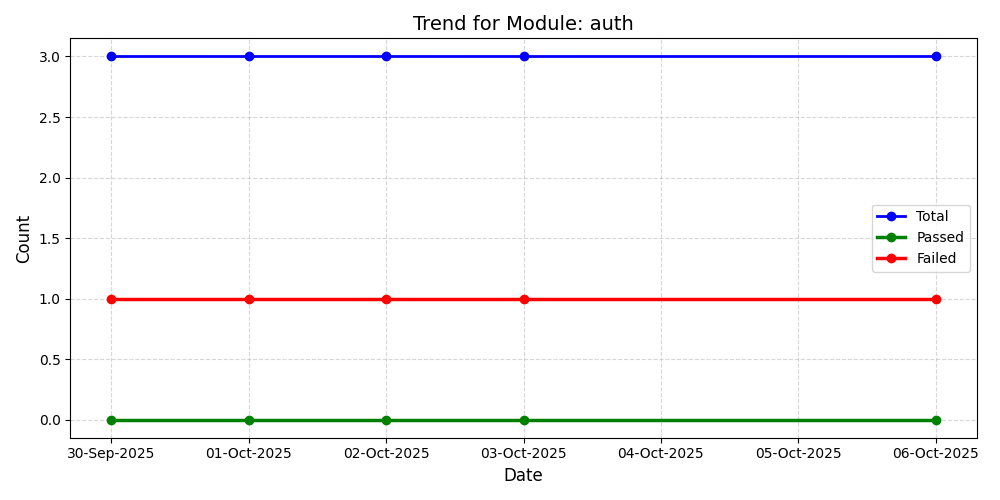 Trend for Module: auth
Count
3.0
2.5
2.0
1.5
1.0
0.5
0.0
Total
Passed
Failed
30-Sep-2025 01-Oct-2025 02-Oct-2025 03-Oct-2025 04-Oct-2025 05-Oct-2025 06-Oct-2025
Date